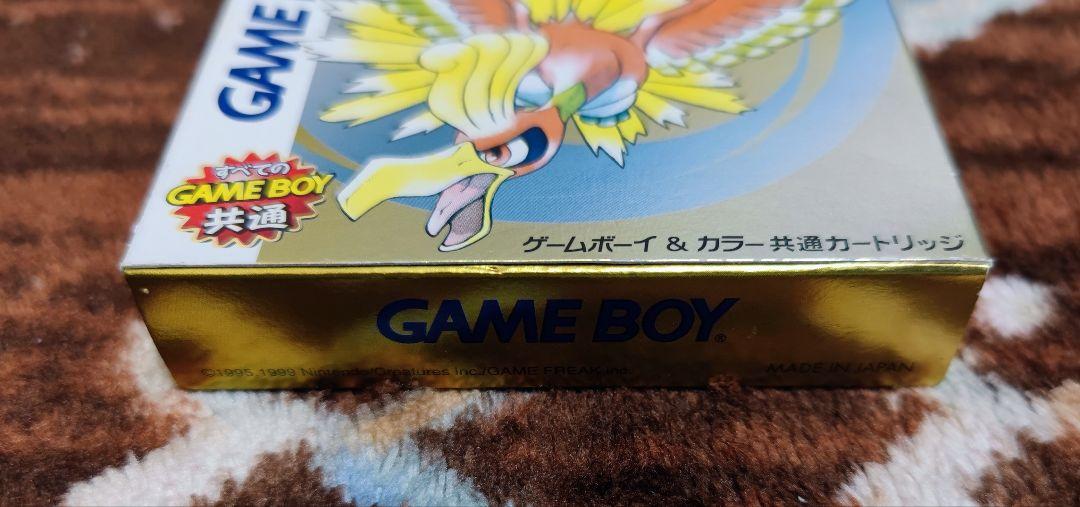 GAME
すべての
GAME BOY
共通
ゲームボーイ & カラー共通カートリッジ
GAME BOY®
©1995,1999 Nintendo/Creatures Inc./GAME FREAK inc.
MADE IN JAPAN